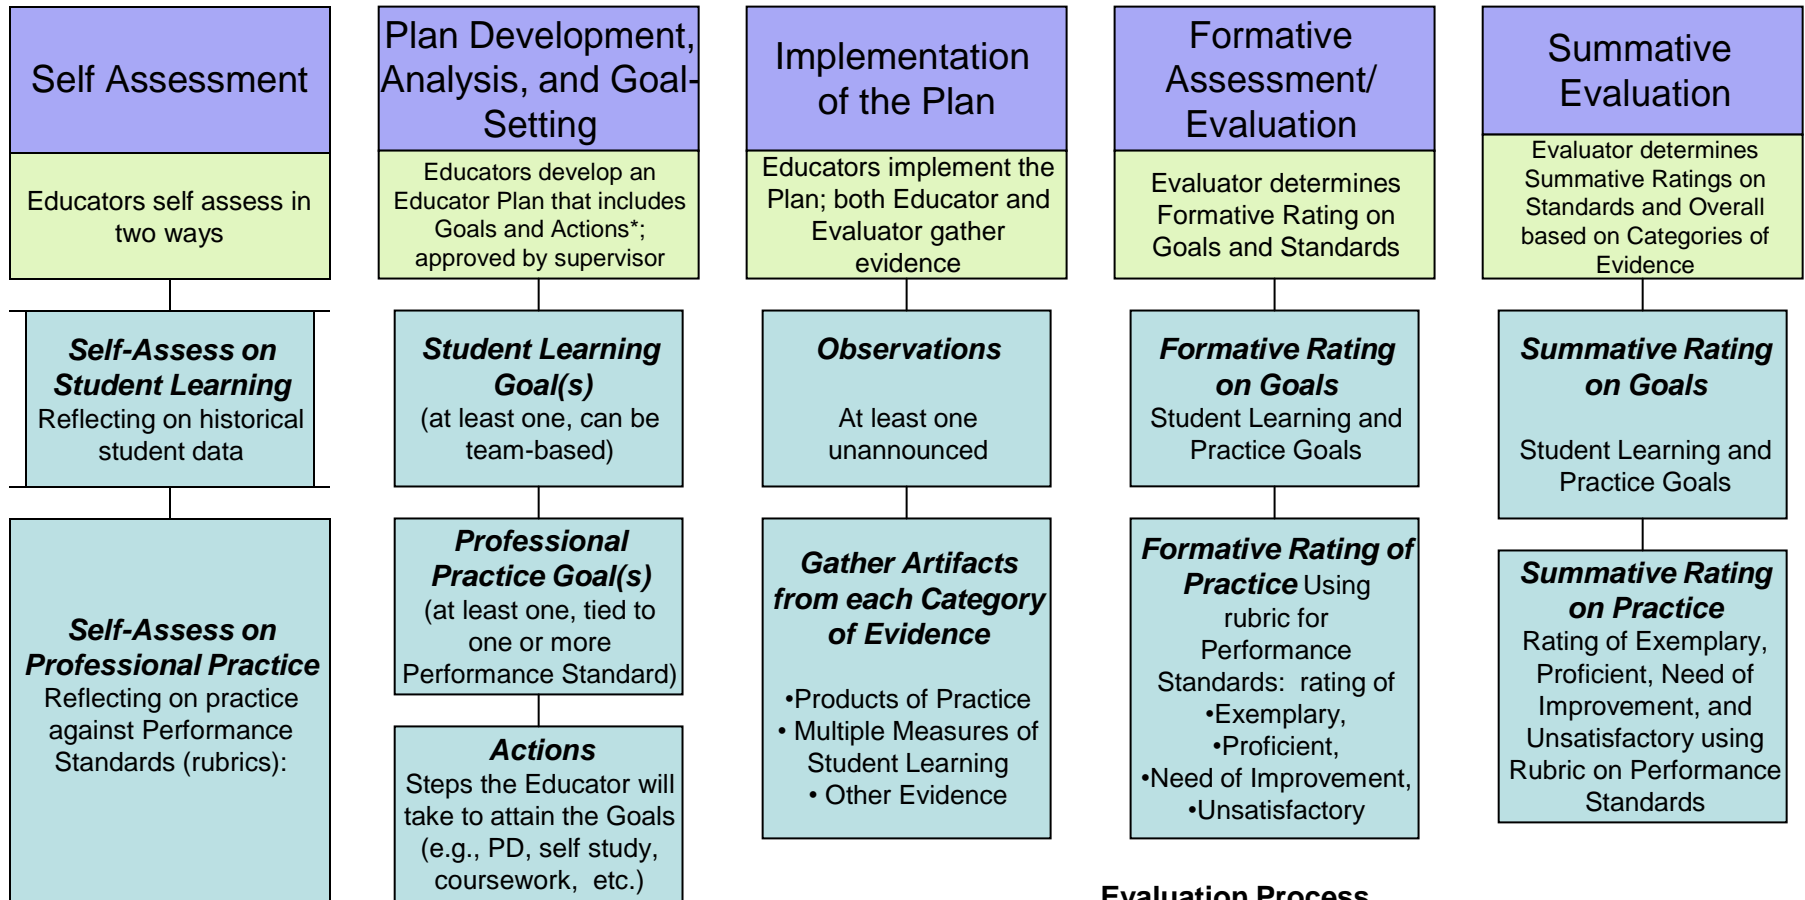 Self Assessment
Educators self assess in
two ways
Self-Assess on
Student Learning
Reflecting on historical
student data
Self-Assess on
Professional Practice
Reflecting on practice
against Performance
Standards (rubrics):
Plan Development,
Analysis, and Goal-
Setting
Educators develop an
Educator Plan that includes
Goals and Actions*;
approved by supervisor
Student Learning
Goal(s)
(at least one, can be
team-based)
Professional
Practice Goal(s)
(at least one, tied to
one or more
Performance Standard)
Actions
Steps the Educator will
take to attain the Goals
(e.g., PD, self study,
coursework, etc.)
Implementation
of the Plan
Educators implement the
Plan; both Educator and
Evaluator gather
evidence
Observations
At least one
unannounced
Gather Artifacts
from each Category
of Evidence
•Products of Practice
• Multiple Measures of
Student Learning
• Other Evidence
Formative
Assessment/
Evaluation
Evaluator determines
Formative Rating on
Goals and Standards
Formative Rating
on Goals
Student Learning and
Practice Goals
Formative Rating of
Practice Using
rubric for
Performance
Standards: rating of
•Exemplary,
•Proficient,
•Need of Improvement,
•Unsatisfactory
Summative
Evaluation
Evaluator determines
Summative Ratings on
Standards and Overall
based on Categories of
Evidence
Summative Rating
on Goals
Student Learning and
Practice Goals
Summative Rating
on Practice
Rating of Exemplary,
Proficient, Need of
Improvement, and
Unsatisfactory using
Rubric on Performance
Standards
Evaluation Process